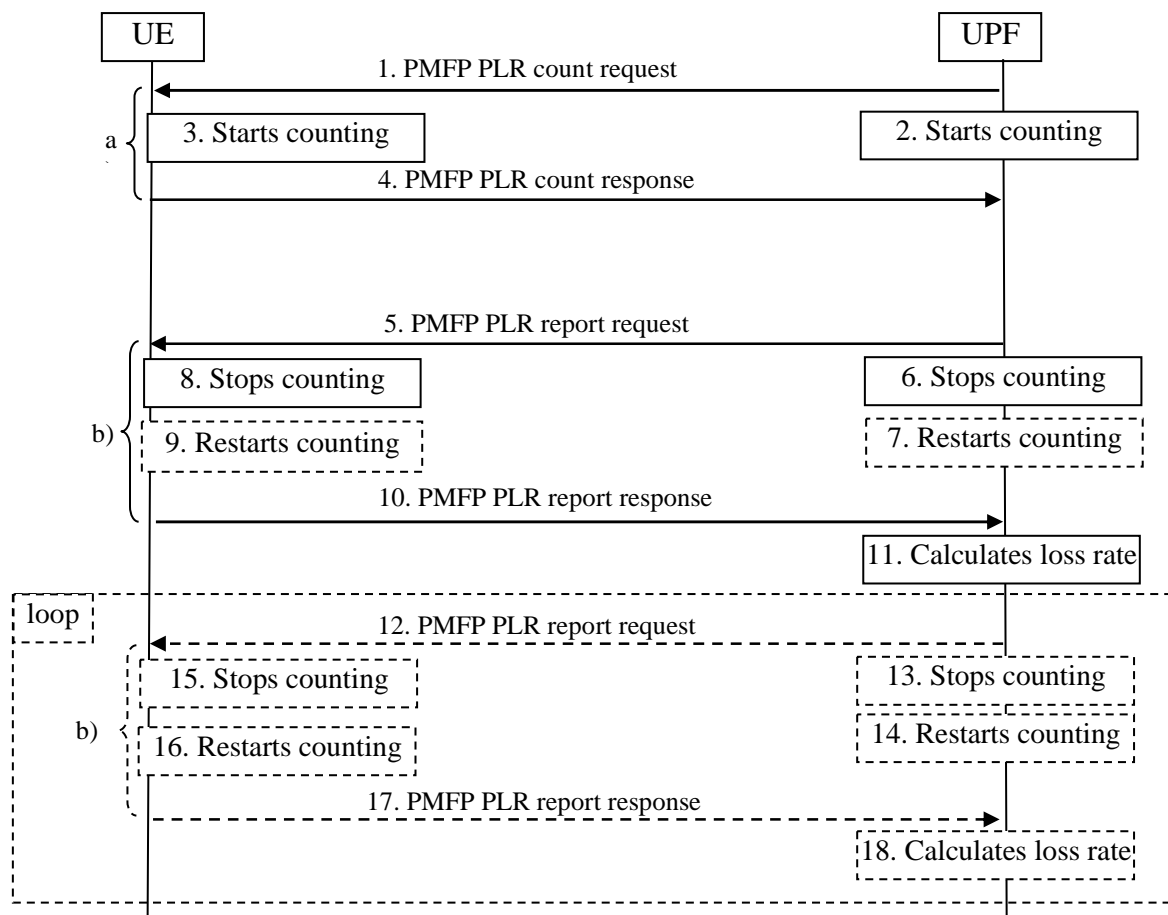 UE
UPF
1. PMFP PLR count request
a
3. Starts counting
2. Starts counting
4. PMFP PLR count response
5. PMFP PLR report request
b)
8. Stops counting
6. Stops counting
9. Restarts counting
7. Restarts counting
10. PMFP PLR report response
11. Calculates loss rate
loop
12. PMFP PLR report request
b)
15. Stops counting
13. Stops counting
16. Restarts counting
14. Restarts counting
17. PMFP PLR report response
18. Calculates loss rate